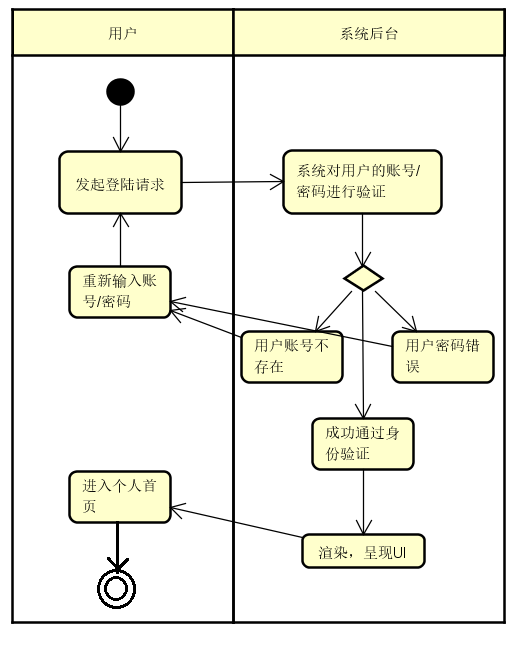 用户
系统后台
发起登陆请求
系统对用户的账号/
密码进行验证
重新输入账
号/密码
用户账号不
存在
用户密码错
误
成功通过身
份验证
进入个人首
页
渲染，呈现UI